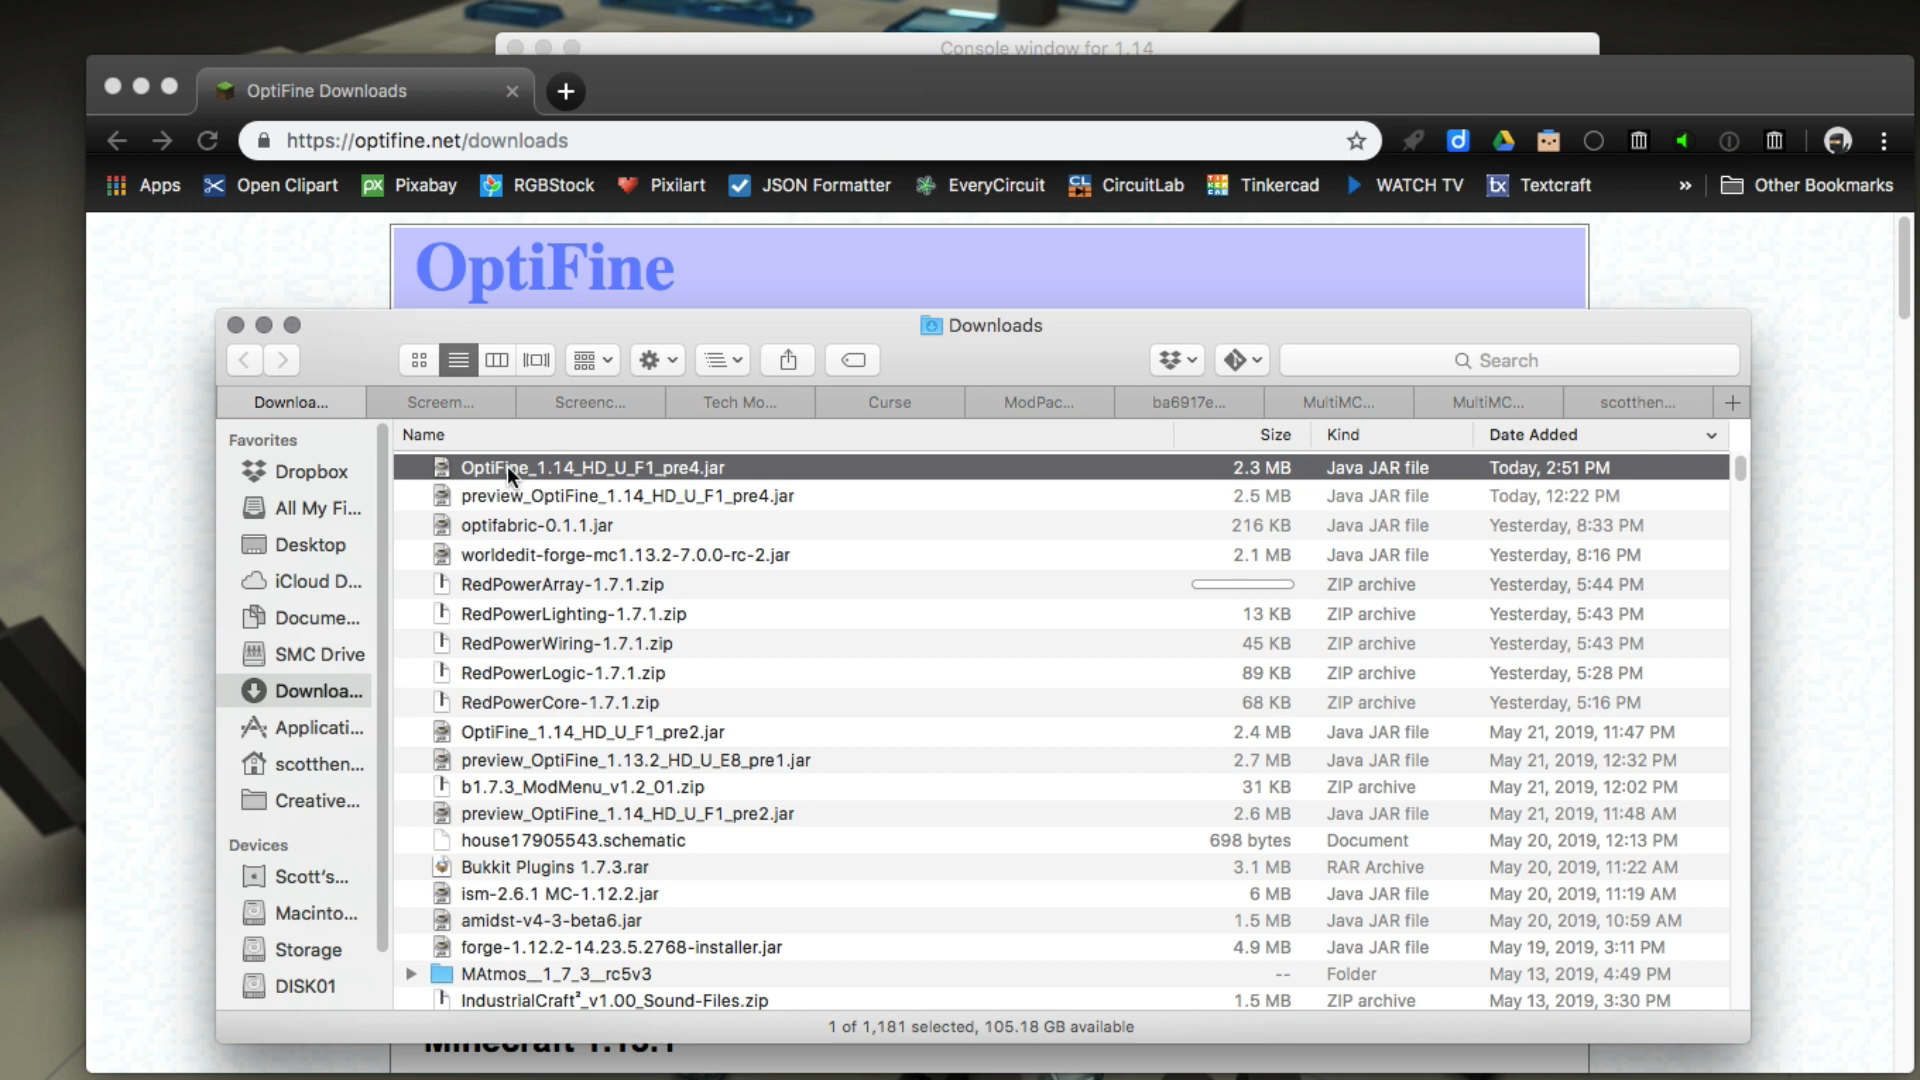 Console window for 1.14
OptiFine Downloads
https://optifine.net/downloads
Apps Open Clipart Pixabay RGBStock Pixilart JSON Formatter EveryCircuit CircuitLab Tinkercad WATCH TV Textcraft » Other Bookmarks
OptiFine
Downloads
Search
Downloa... Screem... Screenc... Tech Mo... Curse ModPac... ba6917e... MultiMC... MultiMC... scotthen...
Favorites
Dropbox
All My Fi...
Desktop
iCloud D...
Docume...
SMC Drive
Downloa...
Applicati...
scotthen...
Creative...
Devices
Scott's...
Macinto...
Storage
DISK01
Name Size Kind Date Added
OptiFine_1.14_HD_U_F1_pre4.jar 2.3 MB Java JAR file Today, 2:51 PM
preview_OptiFine_1.14_HD_U_F1_pre4.jar 2.5 MB Java JAR file Today, 12:22 PM
optifabric-0.1.1.jar 216 KB Java JAR file Yesterday, 8:33 PM
worldedit-forge-mc1.13.2-7.0.0-rc-2.jar 2.1 MB Java JAR file Yesterday, 8:16 PM
RedPowerArray-1.7.1.zip ZIP archive Yesterday, 5:44 PM
RedPowerLighting-1.7.1.zip 13 KB ZIP archive Yesterday, 5:43 PM
RedPowerWiring-1.7.1.zip 45 KB ZIP archive Yesterday, 5:43 PM
RedPowerLogic-1.7.1.zip 89 KB ZIP archive Yesterday, 5:28 PM
RedPowerCore-1.7.1.zip 68 KB ZIP archive Yesterday, 5:16 PM
OptiFine_1.14_HD_U_F1_pre2.jar 2.4 MB Java JAR file May 21, 2019, 11:47 PM
preview_OptiFine_1.13.2_HD_U_E8_pre1.jar 2.7 MB Java JAR file May 21, 2019, 12:32 PM
b1.7.3_ModMenu_v1.2_01.zip 31 KB ZIP archive May 21, 2019, 12:02 PM
preview_OptiFine_1.14_HD_U_F1_pre2.jar 2.6 MB Java JAR file May 21, 2019, 11:48 AM
house17905543.schematic 698 bytes Document May 20, 2019, 12:13 PM
Bukkit Plugins 1.7.3.rar 3.1 MB RAR Archive May 20, 2019, 11:22 AM
ism-2.6.1 MC-1.12.2.jar 6 MB Java JAR file May 20, 2019, 11:19 AM
amidst-v4-3-beta6.jar 1.5 MB Java JAR file May 20, 2019, 10:59 AM
forge-1.12.2-14.23.5.2768-installer.jar 4.9 MB Java JAR file May 19, 2019, 3:11 PM
MAtmos__1_7_3__rc5v3 -- Folder May 13, 2019, 4:49 PM
IndustrialCraft²_v1.00_Sound-Files.zip 1.5 MB ZIP archive May 13, 2019, 3:30 PM
1 of 1,181 selected, 105.18 GB available
Minecraft 1.13.1